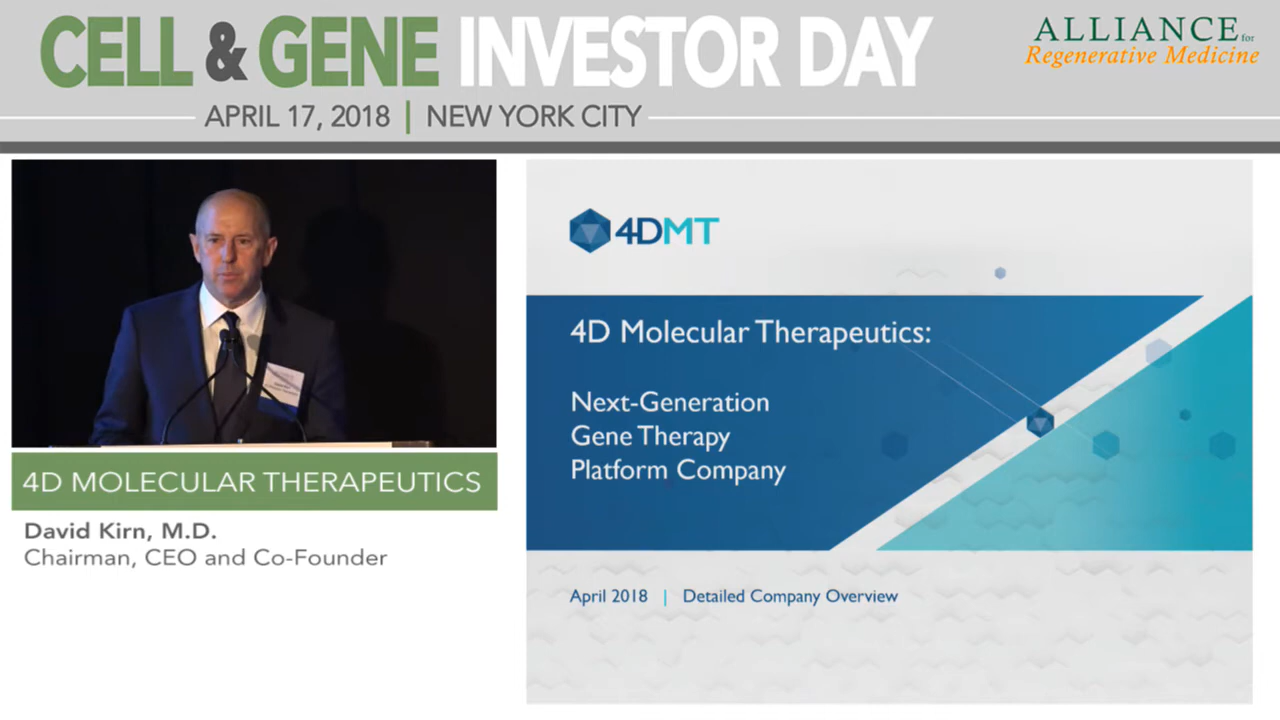 CELL & GENE INVESTOR DAY
APRIL 17, 2018 | NEW YORK CITY
ALLIANCE for
Regenerative Medicine
4D MOLECULAR THERAPEUTICS
David Kirn, M.D.
Chairman, CEO and Co-Founder
4DMT
4D Molecular Therapeutics:
Next-Generation
Gene Therapy
Platform Company
April 2018 | Detailed Company Overview